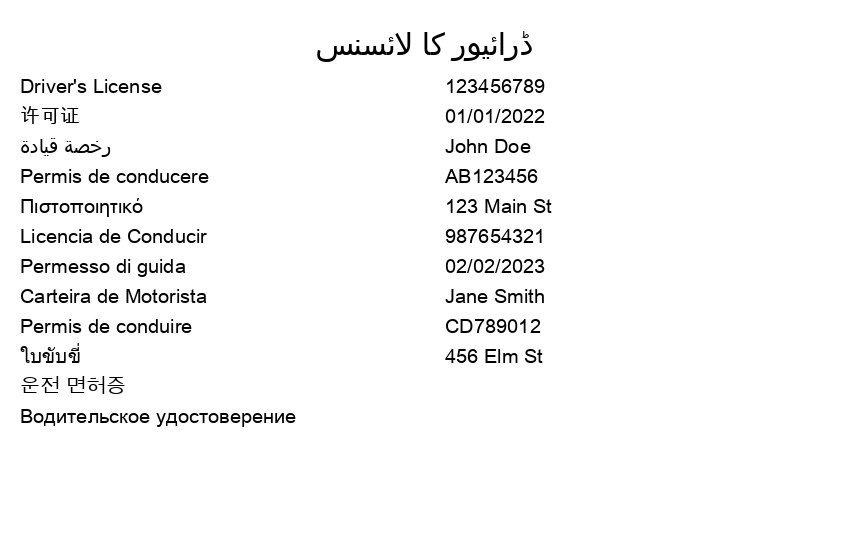 ڈرائیور کا لائسنس
Driver's License 123456789
许可证 01/01/2022
رخصة قيادة John Doe
Permis de conducere AB123456
Πιστοποιητικό 123 Main St
Licencia de Conducir 987654321
Permesso di guida 02/02/2023
Carteira de Motorista Jane Smith
Permis de conduire CD789012
ใบขับขี่ 456 Elm St
운전 면허증
Водительское удостоверение